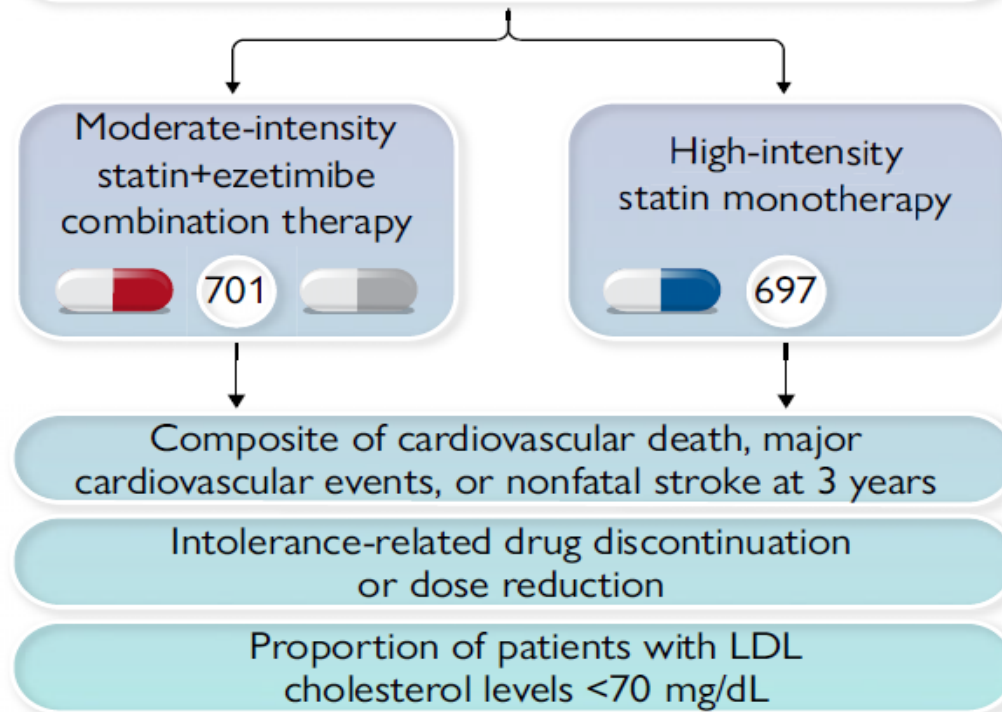 Moderate-intensity
statin+ezetimibe
combination therapy
701
High-intensity
statin monotherapy
697
Composite of cardiovascular death, major
cardiovascular events, or nonfatal stroke at 3 years
Intolerance-related drug discontinuation
or dose reduction
Proportion of patients with LDL
cholesterol levels <70 mg/dL